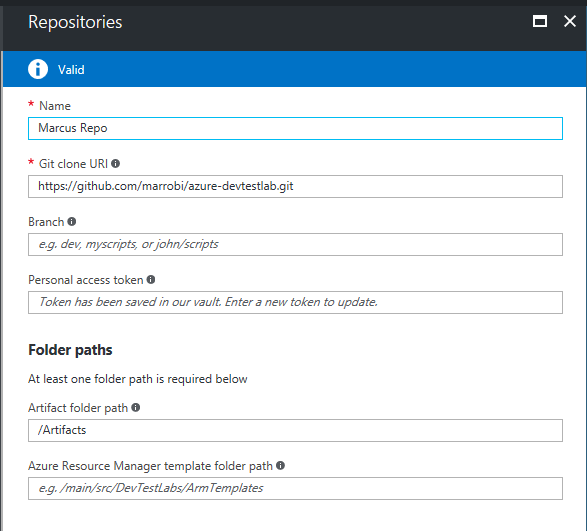 Repositories
Valid
* Name
Marcus Repo
* Git clone URI
https://github.com/marrobi/azure-devtestlab.git
Branch
e.g. dev, myscripts, or john/scripts
Personal access token
Token has been saved in our vault. Enter a new token to update.
Folder paths
At least one folder path is required below
Artifact folder path
/Artifacts
Azure Resource Manager template folder path
e.g. /main/src/DevTestLabs/ArmTemplates